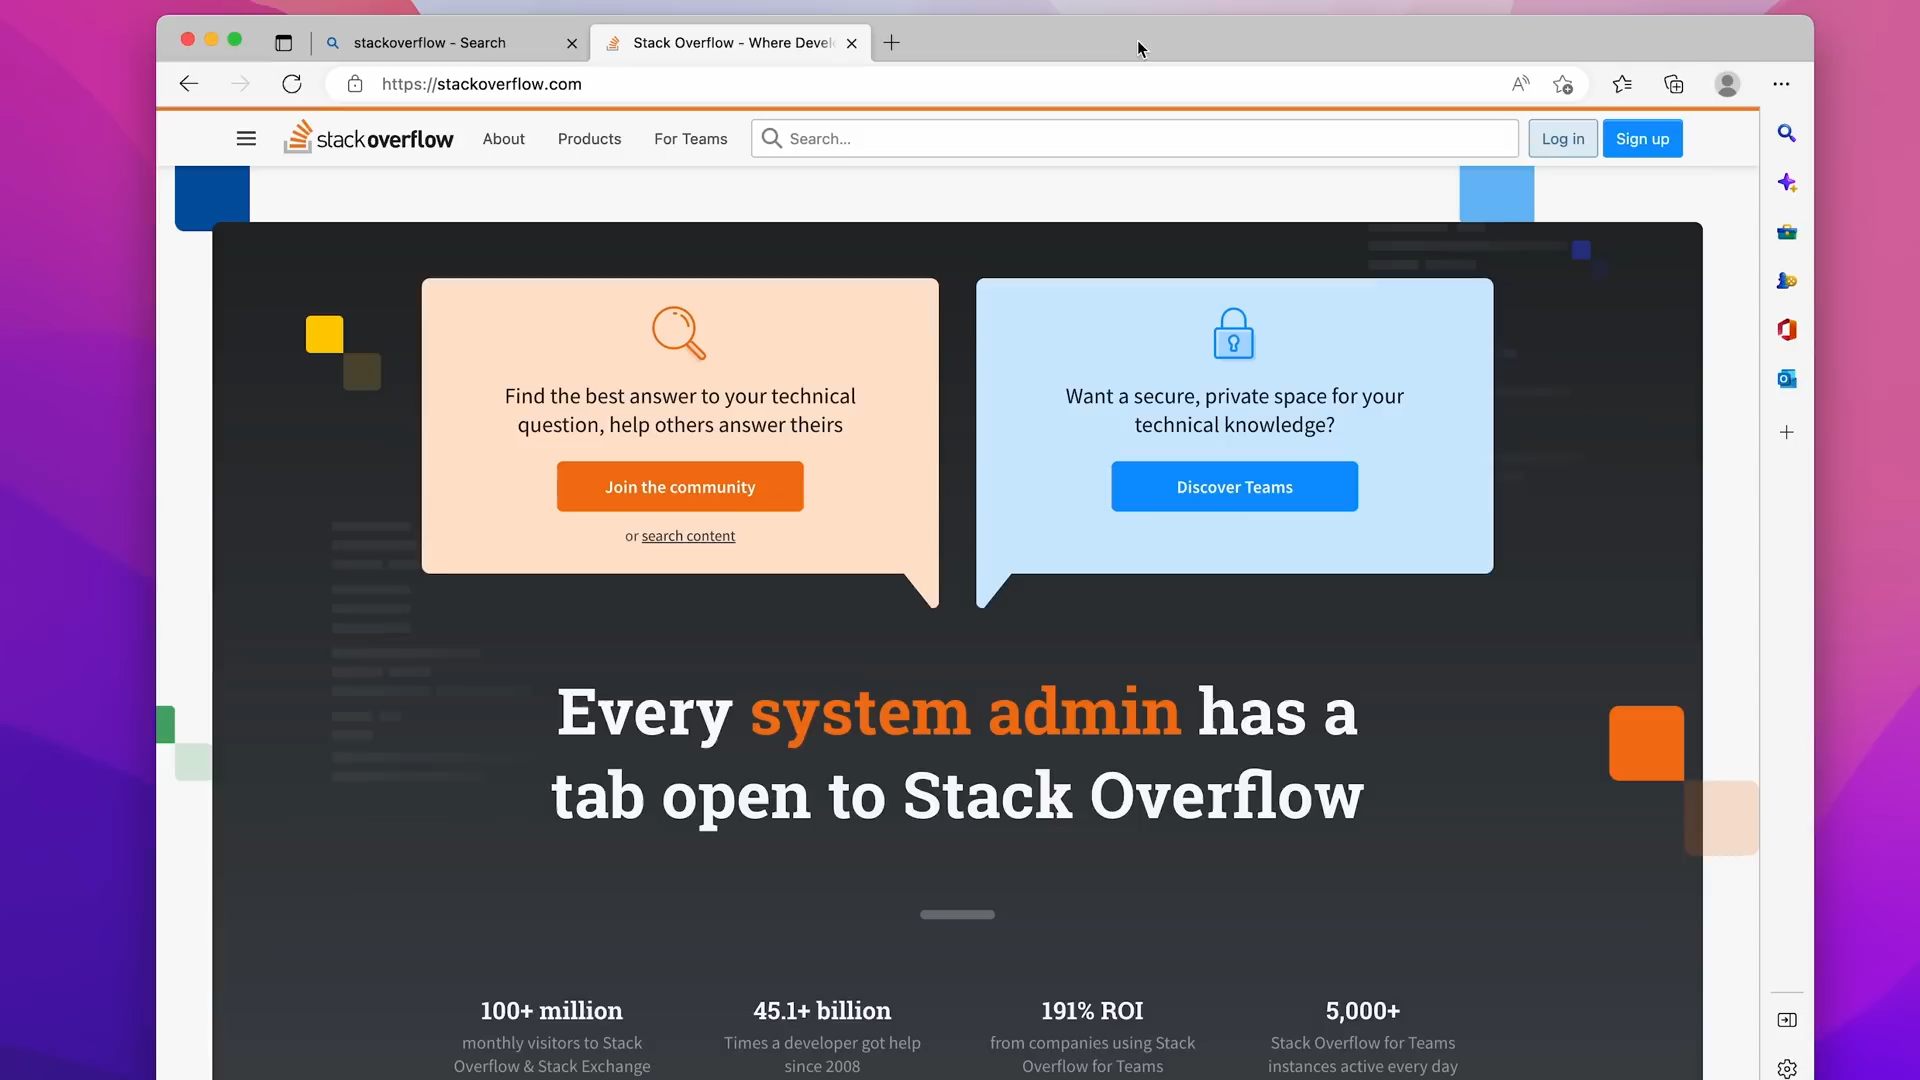 stackoverflow - Search
Stack Overflow - Where Devel
https://stackoverflow.com
stackoverflow
About
Products
For Teams
Search...
Log in
Sign up
Find the best answer to your technical
question, help others answer theirs
Join the community
or search content
Want a secure, private space for your
technical knowledge?
Discover Teams
Every system admin has a
tab open to Stack Overflow
100+ million
monthly visitors to Stack
Overflow & Stack Exchange
45.1+ billion
Times a developer got help
since 2008
191% ROI
from companies using Stack
Overflow for Teams
5,000+
Stack Overflow for Teams
instances active every day